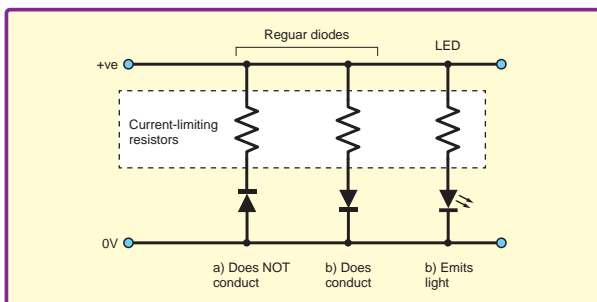 Reguar diodes
LED
+ve
Current-limiting
resistors
0V
a) Does NOT
conduct
b) Does
conduct
b) Emits
light